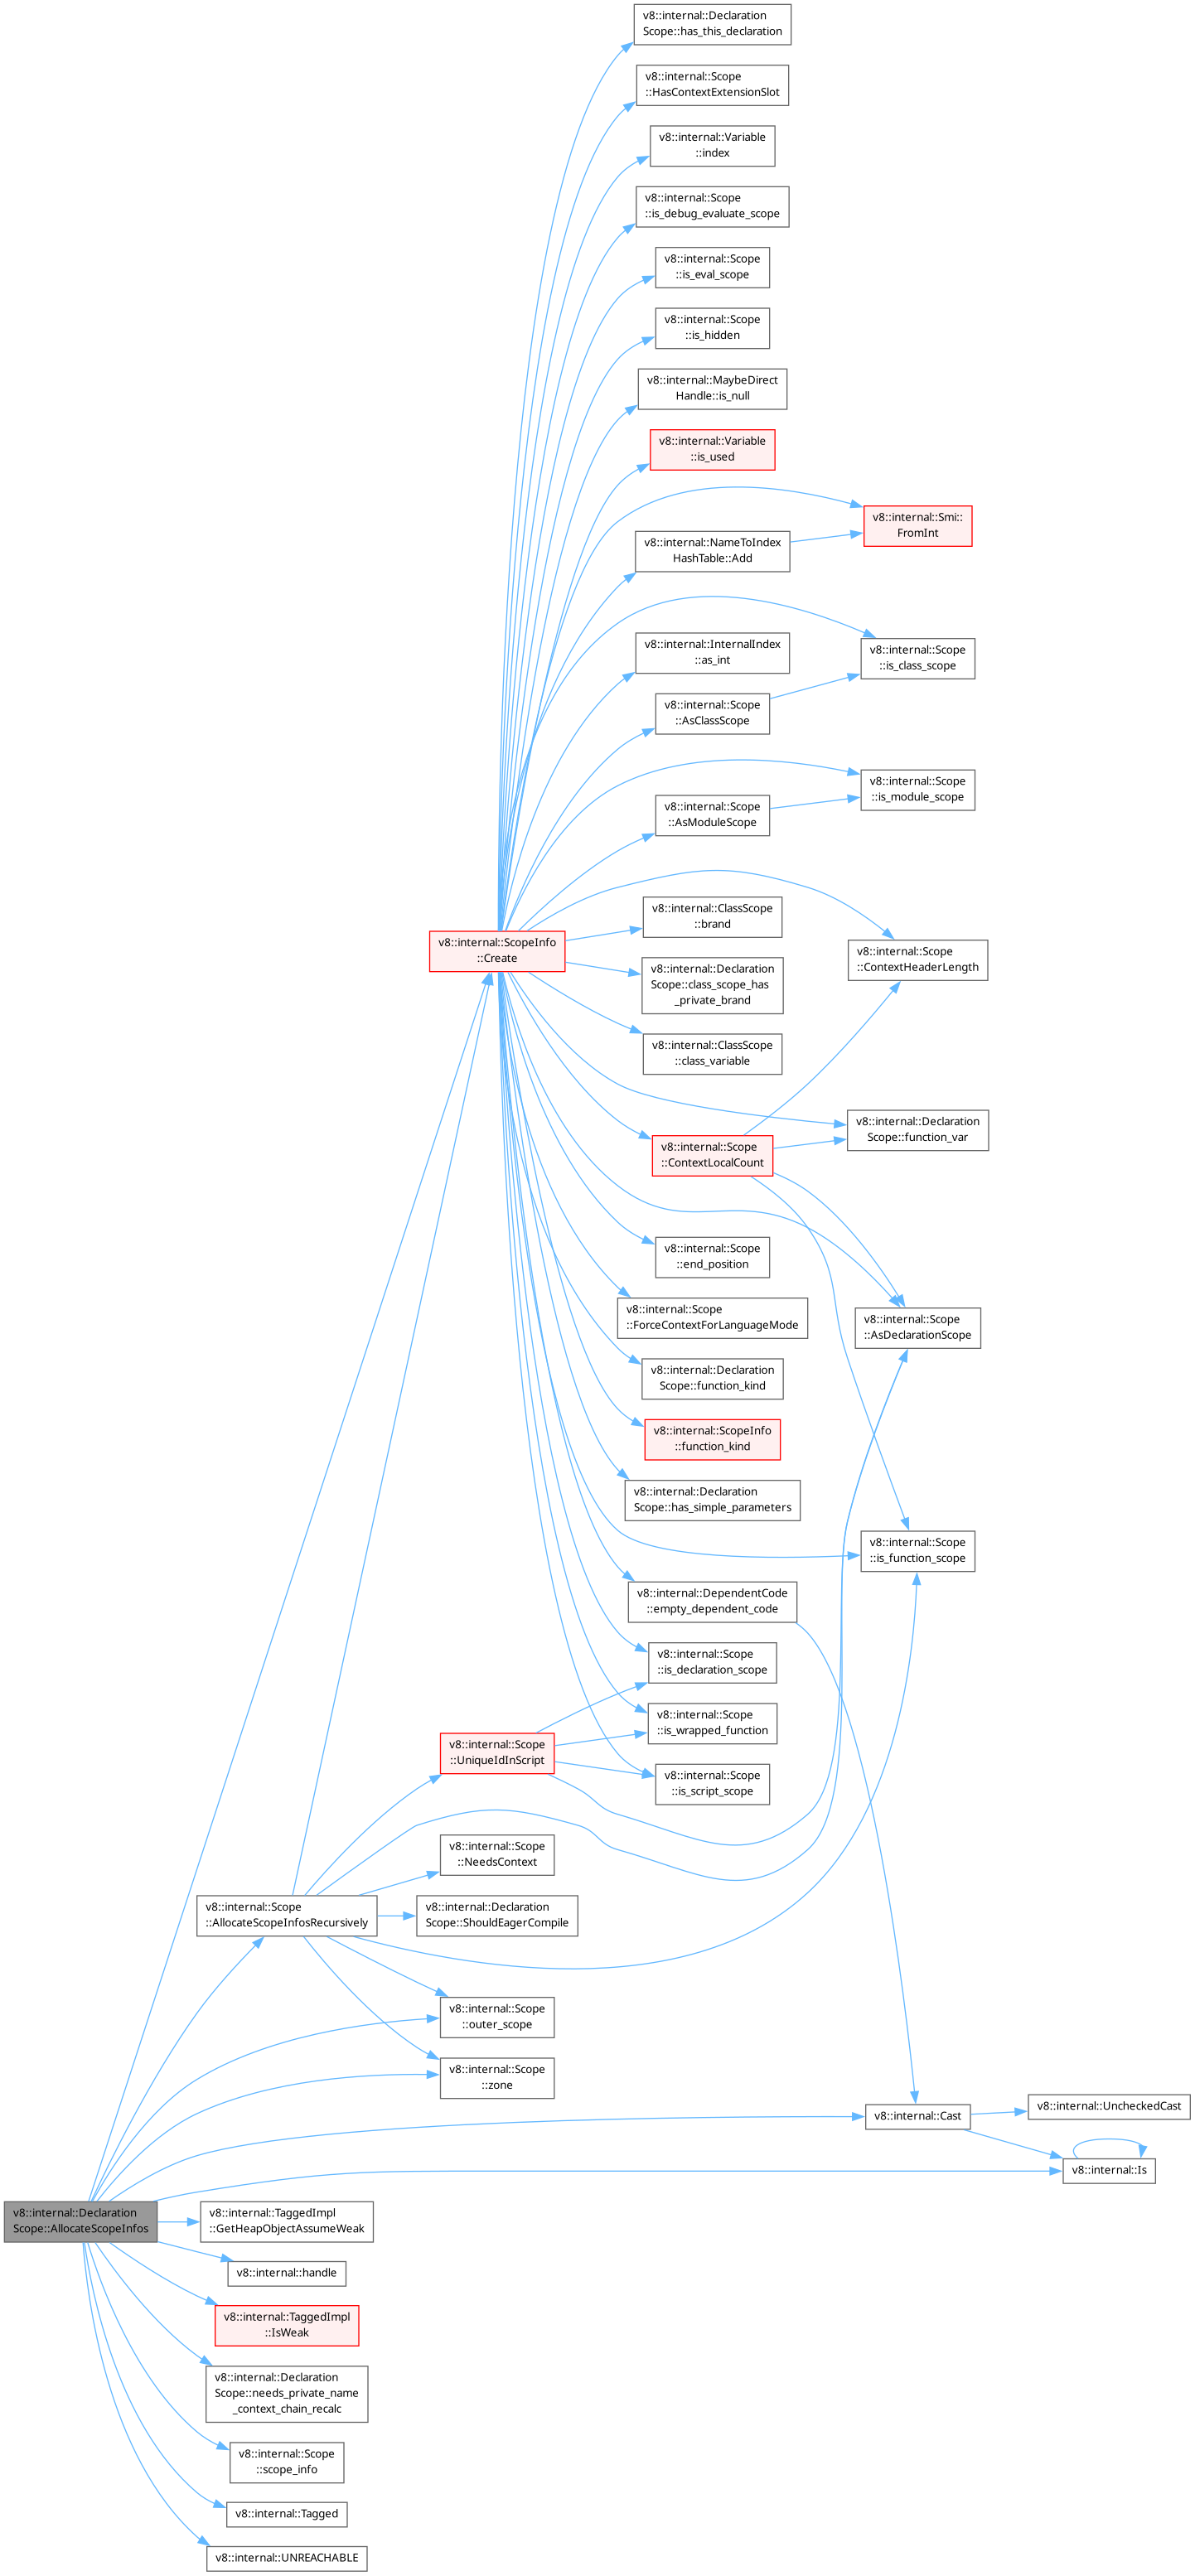 v8::internal::Declaration
Scope::has_this_declaration
v8::internal::Scope
::HasContextExtensionSlot
v8::internal::Variable
::index
v8::internal::Scope
::is_debug_evaluate_scope
v8::internal::Scope
::is_eval_scope
v8::internal::Scope
::is_hidden
v8::internal::MaybeDirect
Handle::is_null
v8::internal::Variable
::is_used
v8::internal::Smi::
FromInt
v8::internal::NameToIndex
HashTable::Add
v8::internal::InternalIndex
::as_int
v8::internal::Scope
::is_class_scope
v8::internal::Scope
::AsClassScope
v8::internal::Scope
::is_module_scope
v8::internal::Scope
::AsModuleScope
v8::internal::ClassScope
::brand
v8::internal::ScopeInfo
::Create
v8::internal::Scope
::ContextHeaderLength
v8::internal::Declaration
Scope::class_scope_has
_private_brand
v8::internal::ClassScope
::class_variable
v8::internal::Declaration
Scope::function_var
v8::internal::Scope
::ContextLocalCount
v8::internal::Scope
::end_position
v8::internal::Scope
::ForceContextForLanguageMode
v8::internal::Scope
::AsDeclarationScope
v8::internal::Declaration
Scope::function_kind
v8::internal::ScopeInfo
::function_kind
v8::internal::Declaration
Scope::has_simple_parameters
v8::internal::Scope
::is_function_scope
v8::internal::DependentCode
::empty_dependent_code
v8::internal::Scope
::is_declaration_scope
v8::internal::Scope
::is_wrapped_function
v8::internal::Scope
::UniqueIdInScript
v8::internal::Scope
::is_script_scope
v8::internal::Scope
::NeedsContext
v8::internal::Scope
::AllocateScopeInfosRecursively
v8::internal::Declaration
Scope::ShouldEagerCompile
v8::internal::Scope
::outer_scope
v8::internal::Scope
::zone
v8::internal::Cast
v8::internal::UncheckedCast
v8::internal::Is
v8::internal::Declaration
Scope::AllocateScopeInfos
v8::internal::TaggedImpl
::GetHeapObjectAssumeWeak
v8::internal::handle
v8::internal::TaggedImpl
::IsWeak
v8::internal::Declaration
Scope::needs_private_name
_context_chain_recalc
v8::internal::Scope
::scope_info
v8::internal::Tagged
v8::internal::UNREACHABLE